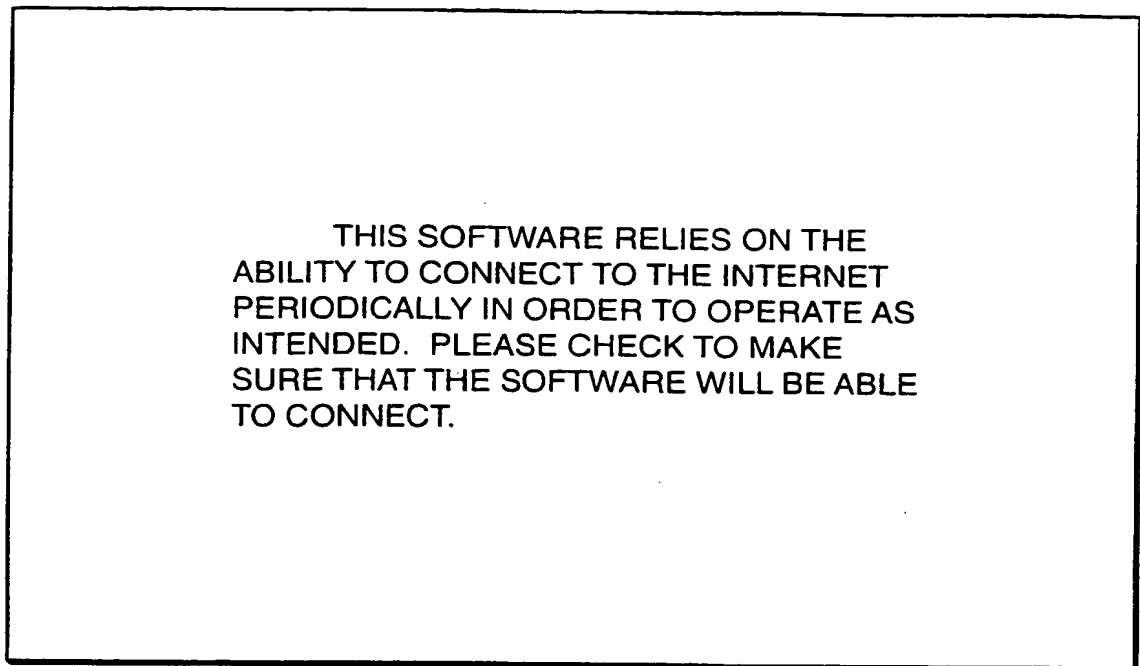 THIS SOFTWARE RELIES ON THE
ABILITY TO CONNECT TO THE INTERNET
PERIODICALLY IN ORDER TO OPERATE AS
INTENDED. PLEASE CHECK TO MAKE
SURE THAT THE SOFTWARE WILL BE ABLE
TO CONNECT.